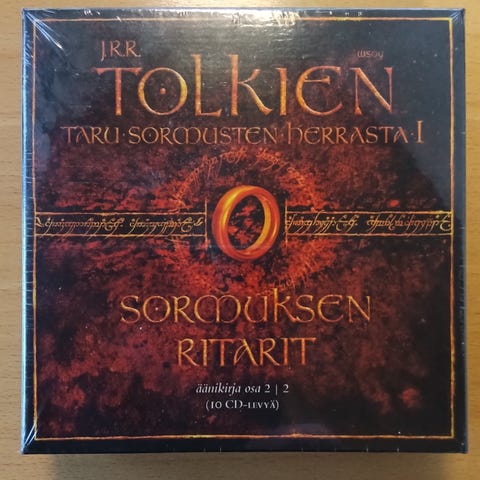 J.R.R.
WSOY
TOLKIEN
TARU·SORMUSTEN·HERRASTA·I
SORMUKSEN
RITARIT
äänikirja osa 2 | 2
(10 CD-LEVYÄ)